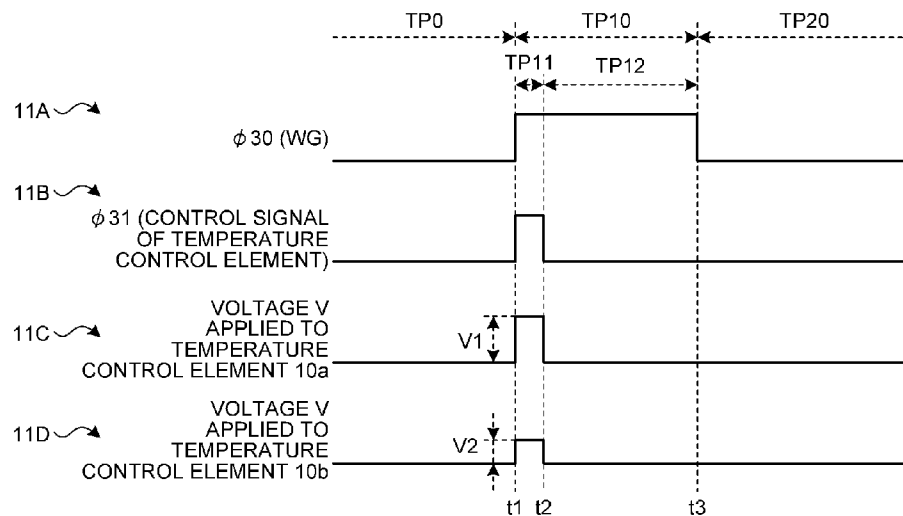 TP0 TP10 TP20
TP11 TP12
11A
φ30 (WG)
11B
φ31 (CONTROL SIGNAL
OF TEMPERATURE
CONTROL ELEMENT)
VOLTAGE V
APPLIED TO
11C TEMPERATURE V1
CONTROL ELEMENT 10a
VOLTAGE V
APPLIED TO
11D TEMPERATURE V2
CONTROL ELEMENT 10b
t1 t2 t3